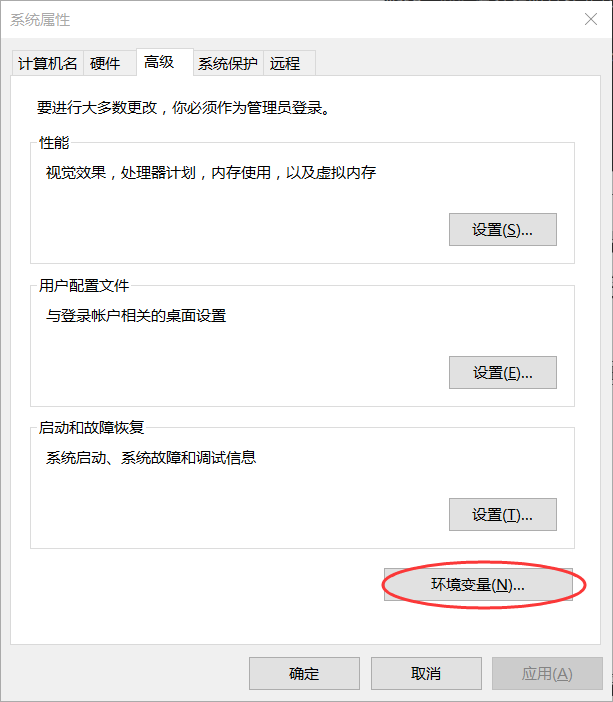 系统属性
计算机名 硬件 高级 系统保护 远程
要进行大多数更改，你必须作为管理员登录。
性能
视觉效果，处理器计划，内存使用，以及虚拟内存
设置(S)...
用户配置文件
与登录帐户相关的桌面设置
设置(E)...
启动和故障恢复
系统启动、系统故障和调试信息
设置(T)...
环境变量(N)...
确定 取消 应用(A)